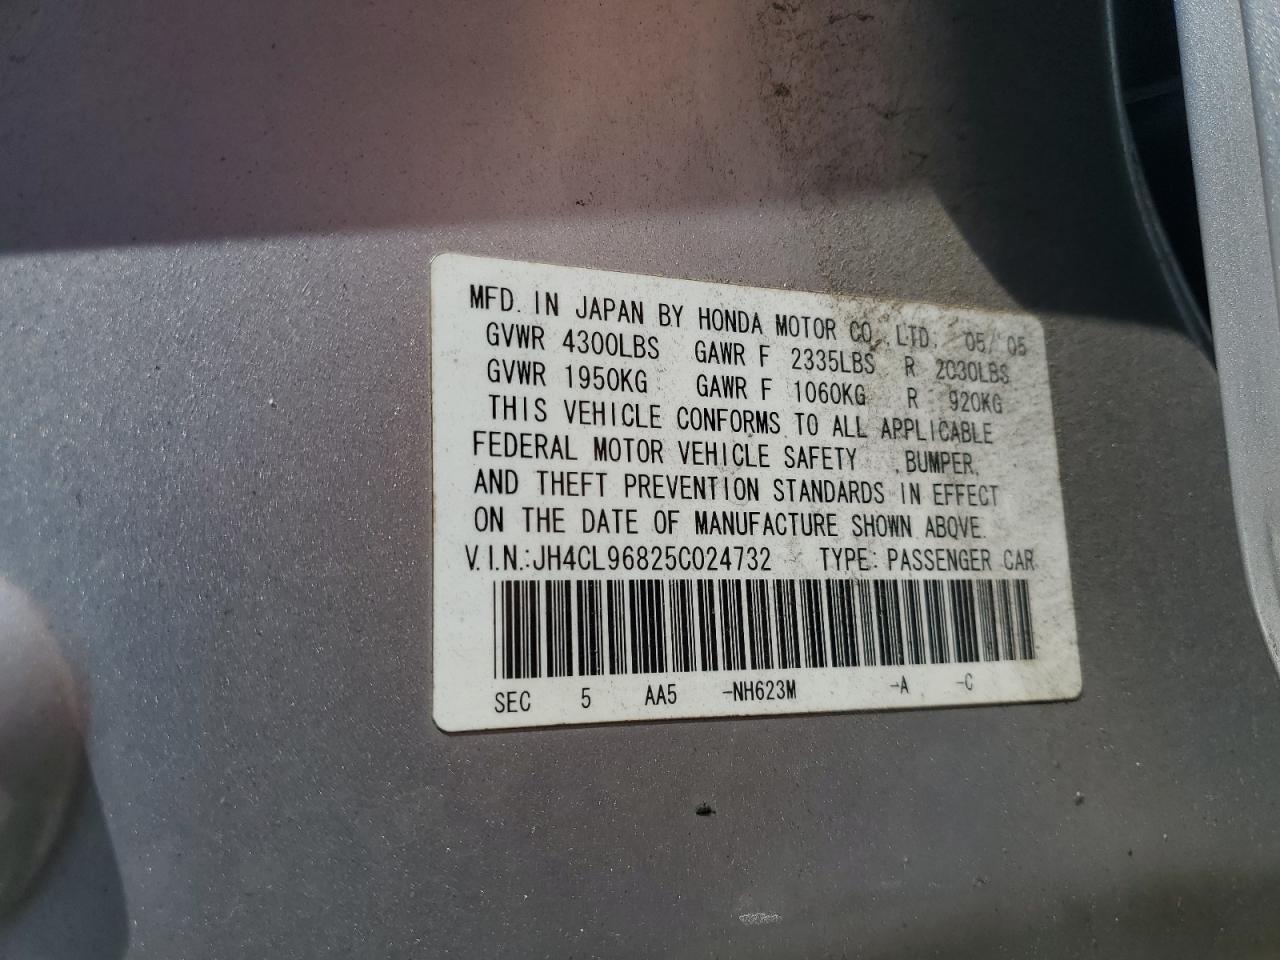 MFD. IN JAPAN BY HONDA MOTOR CO.,LTD. 05/'05
GVWR 4300LBS GAWR F 2335LBS R 2030LBS
GVWR 1950KG GAWR F 1060KG R 920KG
THIS VEHICLE CONFORMS TO ALL APPLICABLE
FEDERAL MOTOR VEHICLE SAFETY ,BUMPER,
AND THEFT PREVENTION STANDARDS IN EFFECT
ON THE DATE OF MANUFACTURE SHOWN ABOVE.
V.I.N.:JH4CL96825C024732 TYPE:PASSENGER CAR
SEC 5 AA5 -NH623M -A -C